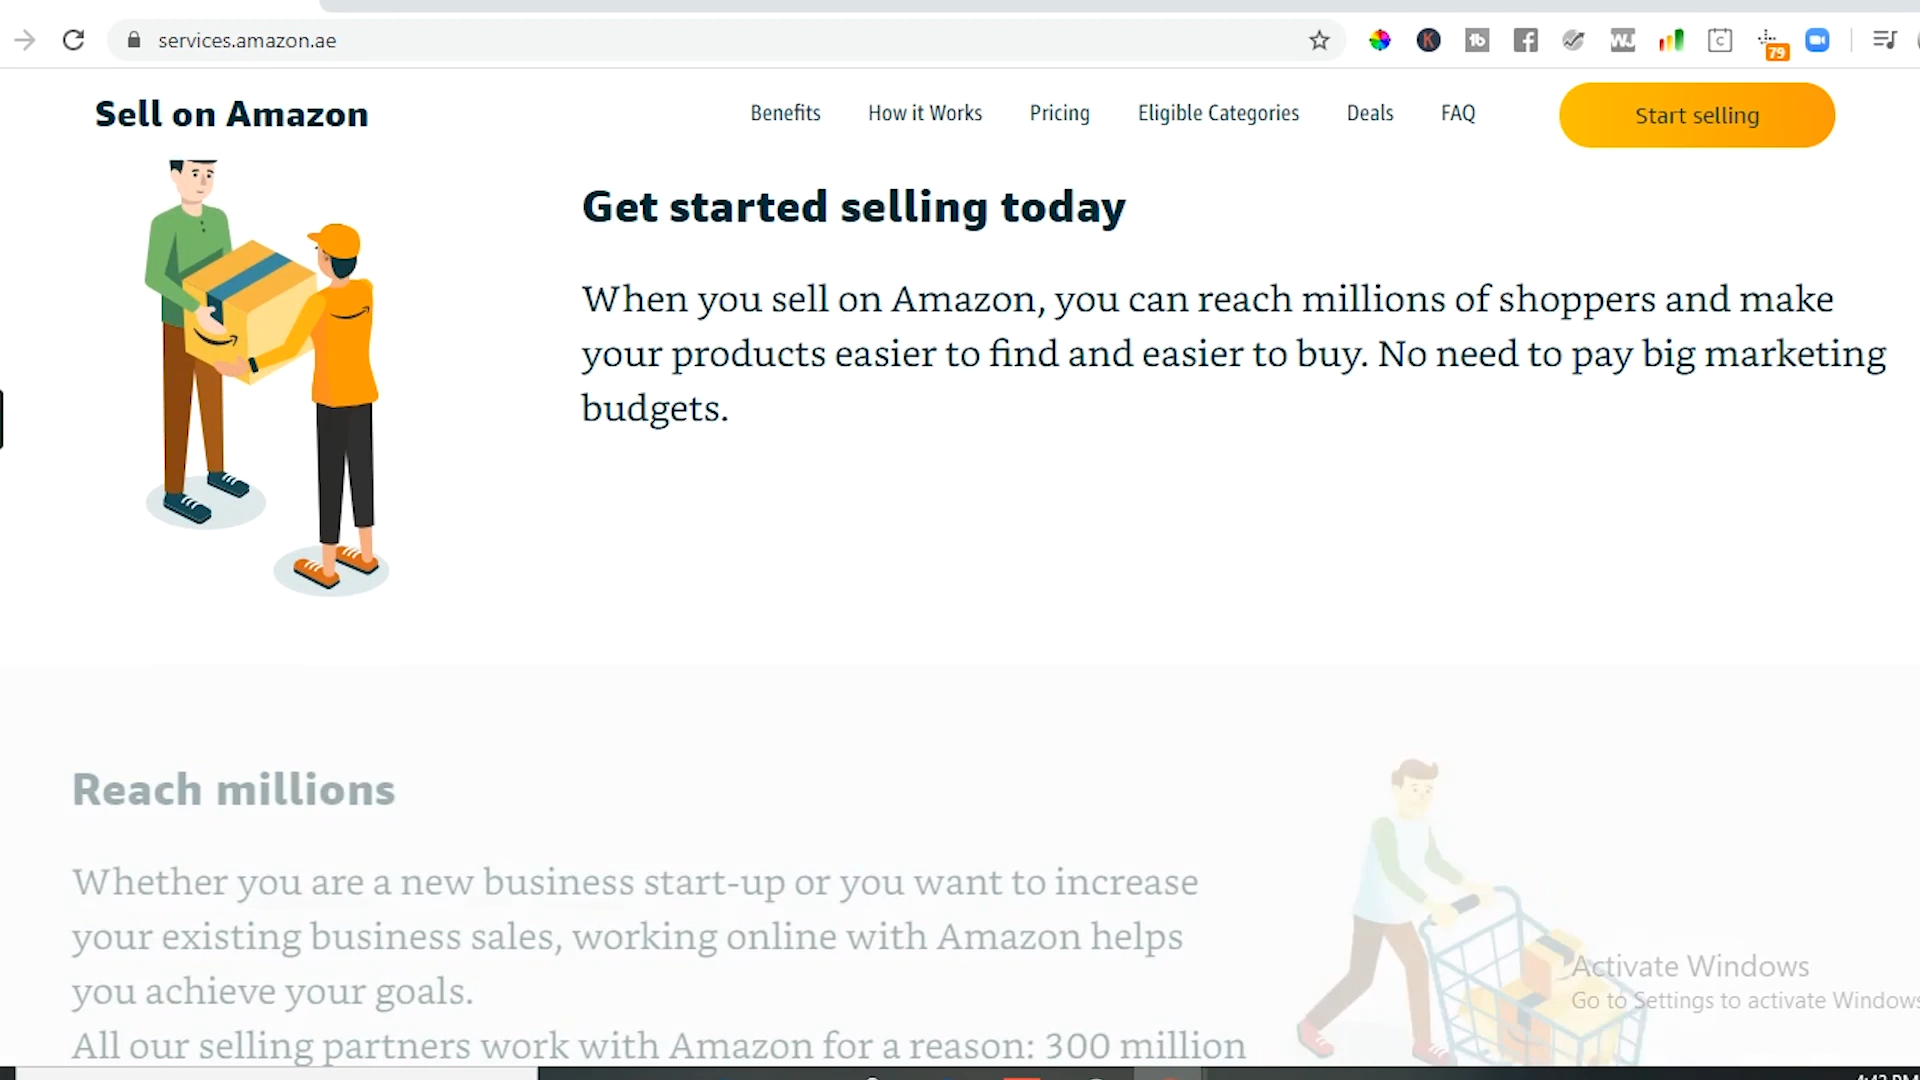 services.amazon.ae
79
Sell on Amazon
Benefits
How it Works
Pricing
Eligible Categories
Deals
FAQ
Start selling
Get started selling today
When you sell on Amazon, you can reach millions of shoppers and make
your products easier to find and easier to buy. No need to pay big marketing
budgets.
Reach millions
Whether you are a new business start-up or you want to increase
your existing business sales, working online with Amazon helps
you achieve your goals.
All our selling partners work with Amazon for a reason: 300 million
Activate Windows
Go to Settings to activate Windows